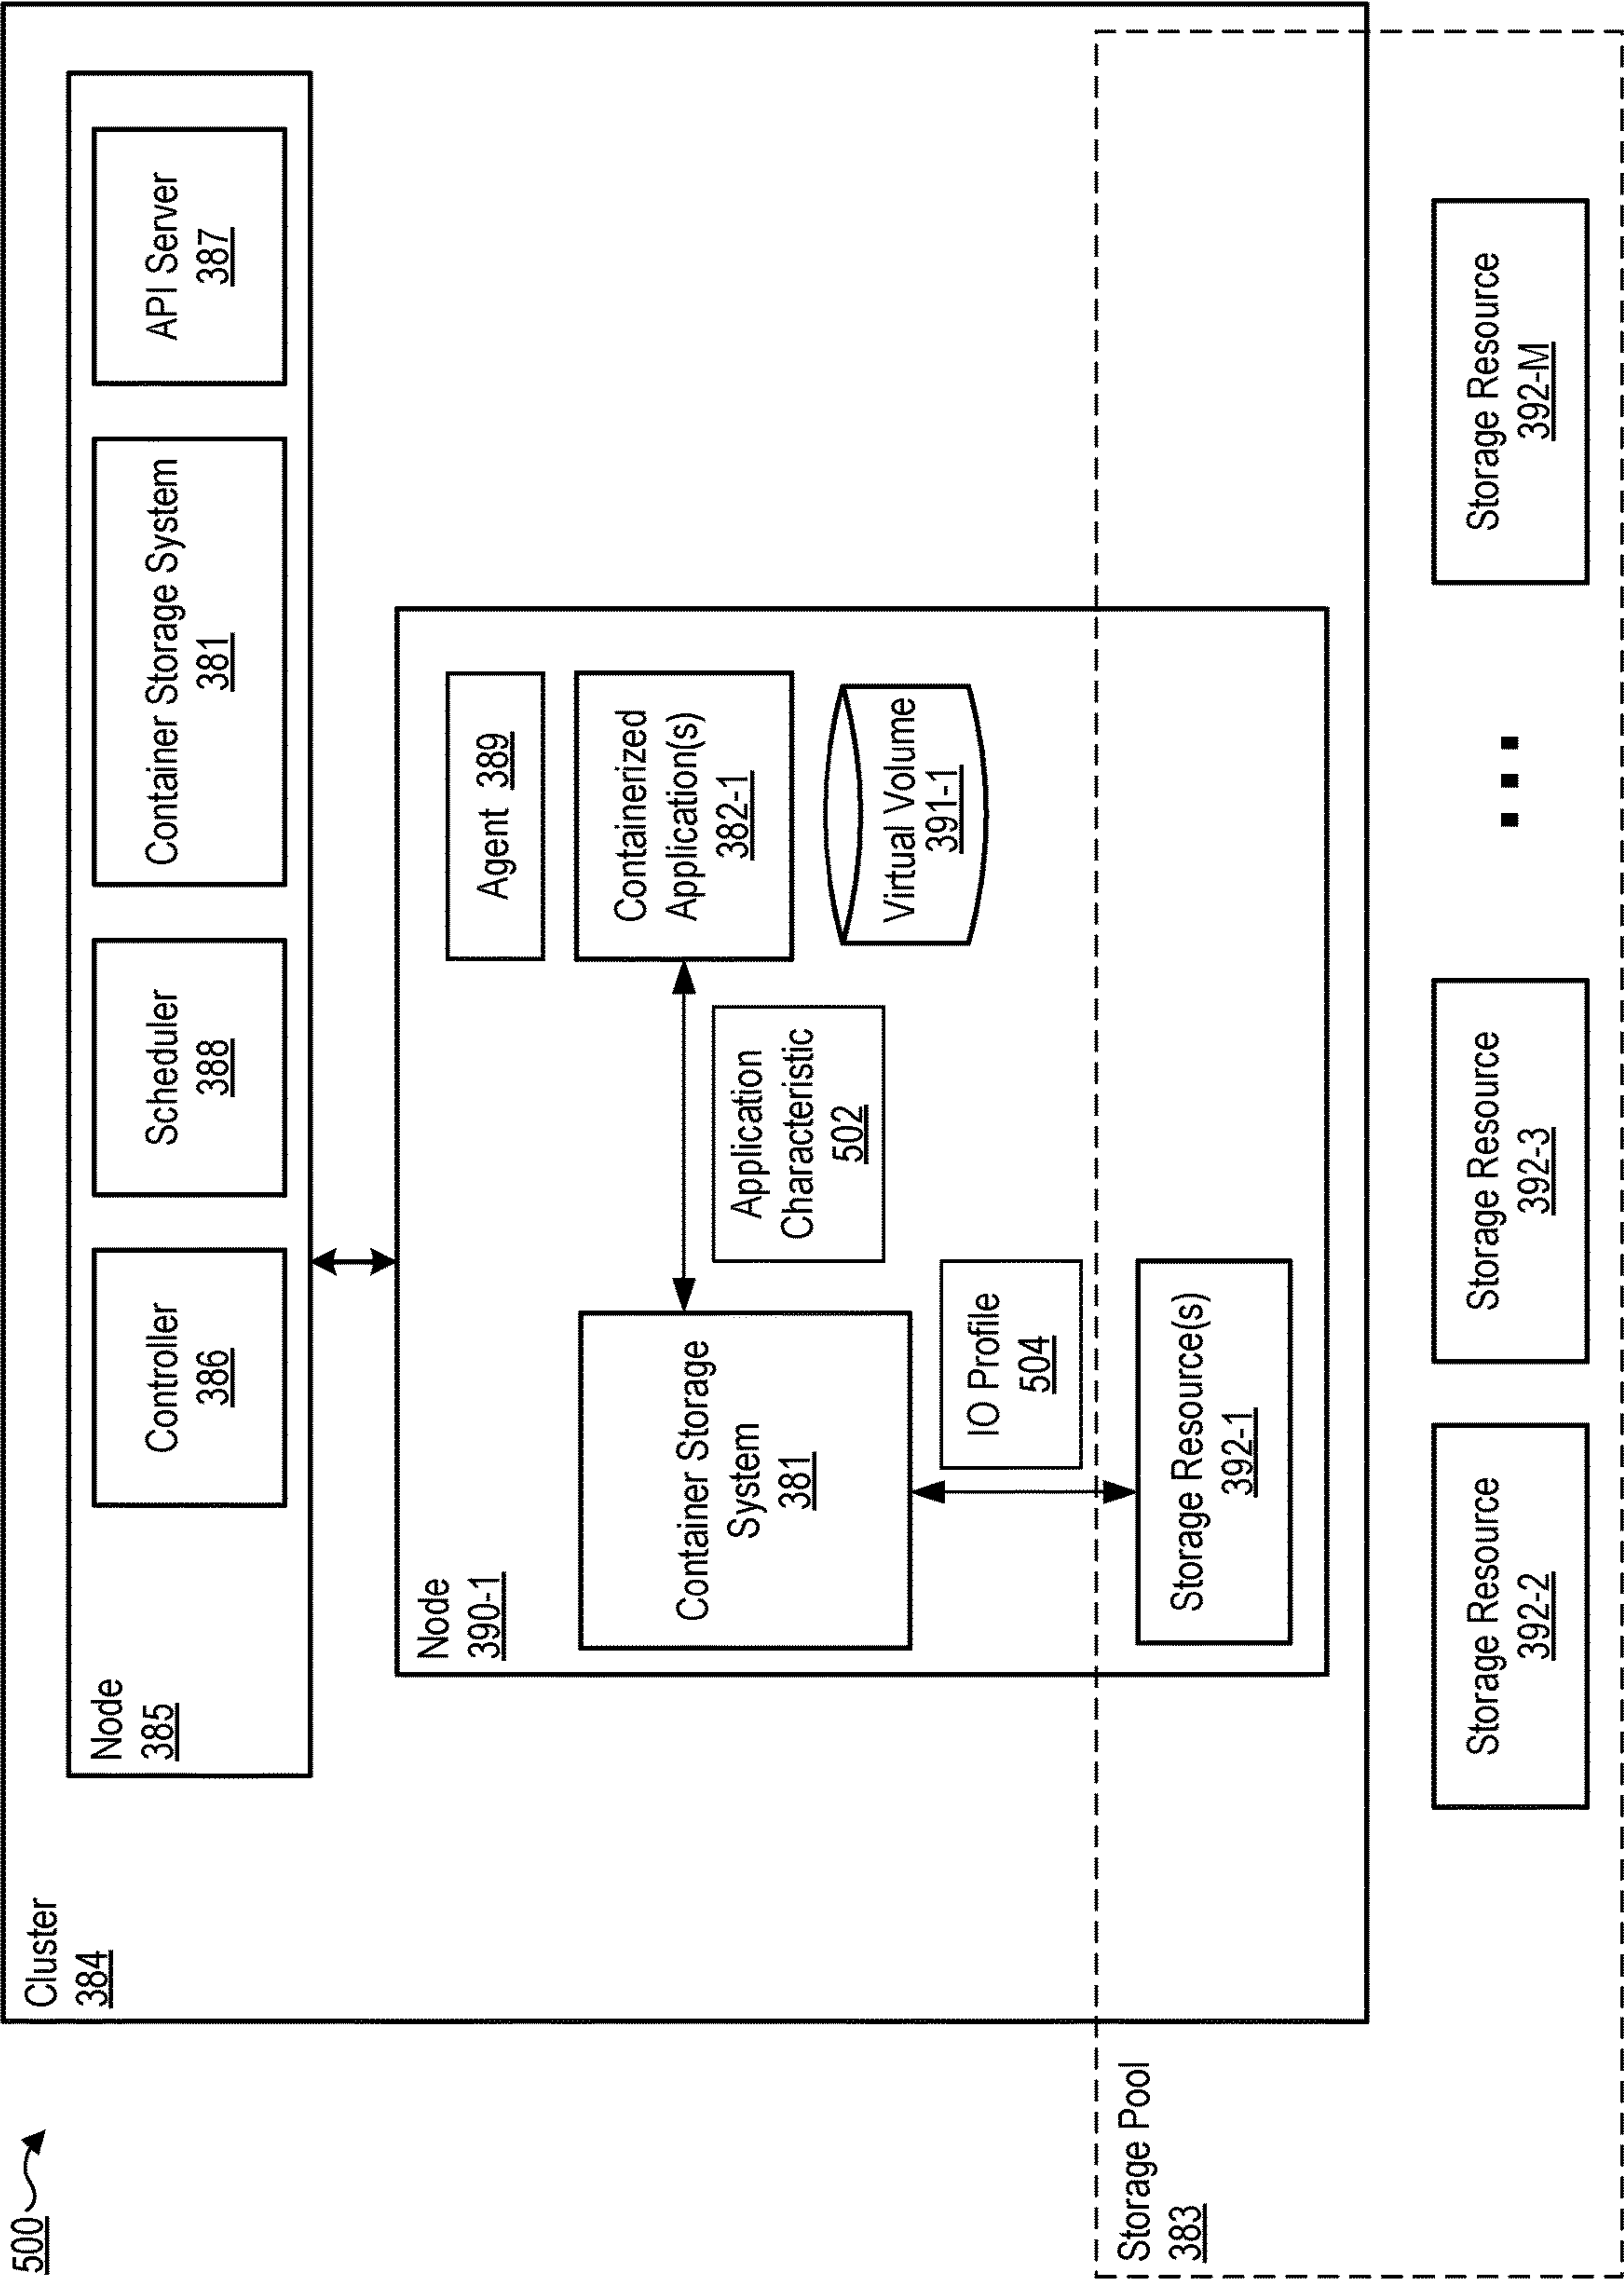 500
Cluster
384
Node
385
Controller
386
Scheduler
388
Container Storage System
381
API Server
387
Node
390-1
Agent 389
Container Storage
System
381
Containerized
Application(s)
382-1
Application
Characteristic
502
Virtual Volume
391-1
IO Profile
504
Storage Pool
383
Storage Resource(s)
392-1
Storage Resource
392-2
Storage Resource
392-3
Storage Resource
392-M